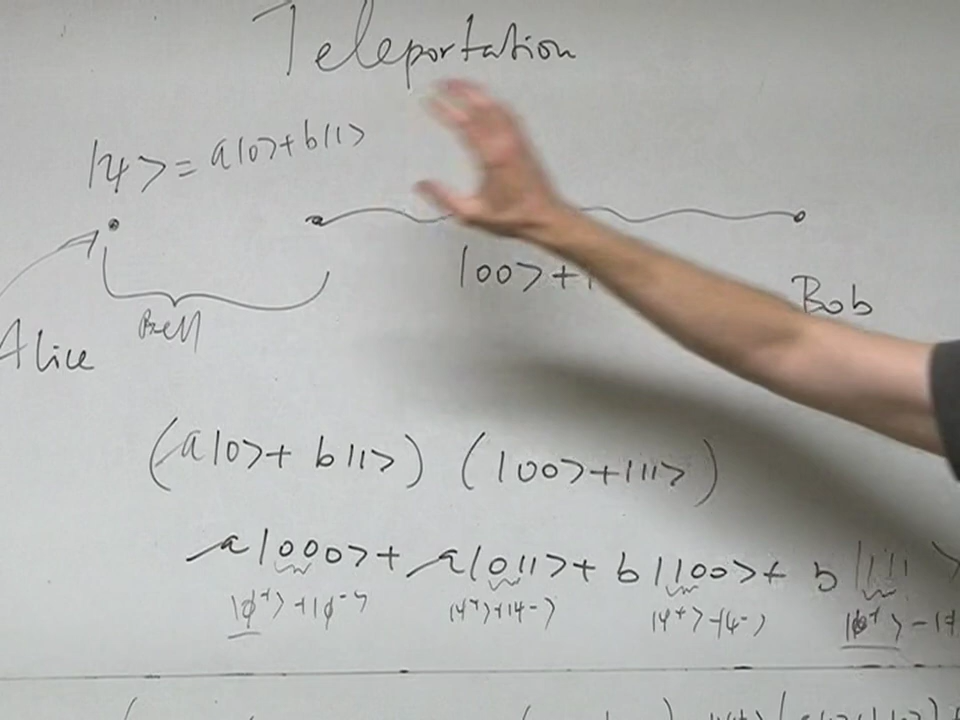 Teleportation
|ψ> = a|0>+b|1>
|00>+
Bob
Bell
Alice
(a|0>+ b|1>) (|00>+|11>)
a|000>+ a|011>+ b|100>+ b|111>
|ϕ⁺>+|ϕ⁻> |ψ⁺>+|ψ-> |ψ⁺>-|ψ-> |ϕ⁺>-|